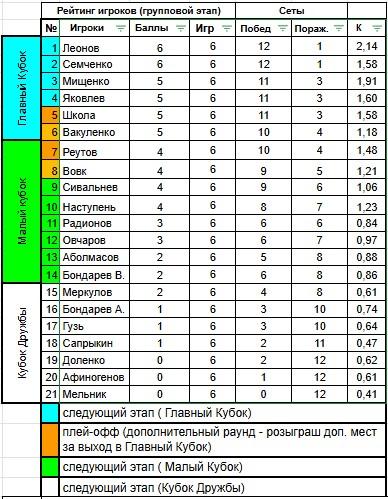 Рейтинг игроков (групповой этап) Сеты
№ Игроки Баллы Игр Побед Пораж. К
Главный Кубок
1 Леонов 6 6 12 1 2,14
2 Семченко 6 6 12 1 1,58
3 Мищенко 5 6 11 3 1,91
4 Яковлев 5 6 11 3 1,60
5 Школа 5 6 11 3 1,58
6 Вакуленко 5 6 10 4 1,18
Малый кубок
7 Реутов 4 6 10 4 1,48
8 Вовк 4 6 9 5 1,21
9 Сивальнев 4 6 9 6 1,06
10 Наступень 4 6 8 7 1,23
11 Радионов 3 6 6 6 0,84
12 Овчаров 3 6 6 7 0,97
13 Аболмасов 2 6 5 8 0,88
14 Бондарев В. 2 6 6 8 0,86
Кубок Дружбы
15 Меркулов 2 6 4 8 0,61
16 Бондарев А. 1 6 3 10 0,74
17 Гузь 1 6 3 10 0,64
18 Сапрыкин 1 6 2 11 0,47
19 Доленко 0 6 2 12 0,62
20 Афиногенов 0 6 1 12 0,61
21 Мельник 0 6 0 12 0,41
следующий этап ( Главный Кубок)
плей-офф (дополнительный раунд - розыграш доп. мест
за выход в Главный Кубок)
следующий этап ( Малый Кубок)
следующий этап (Кубок Дружбы)